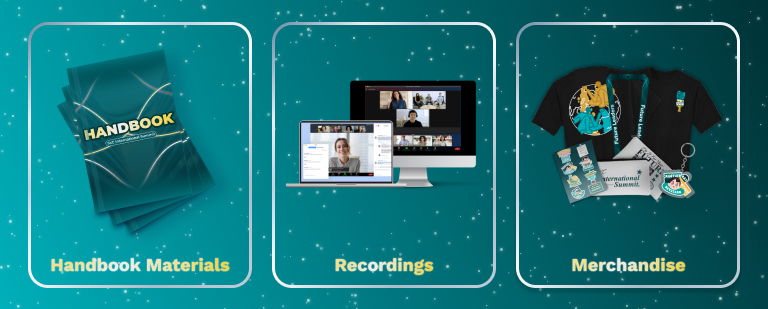 HANDBOOK
Handbook Materials
Recordings
International
Summit.
Merchandise